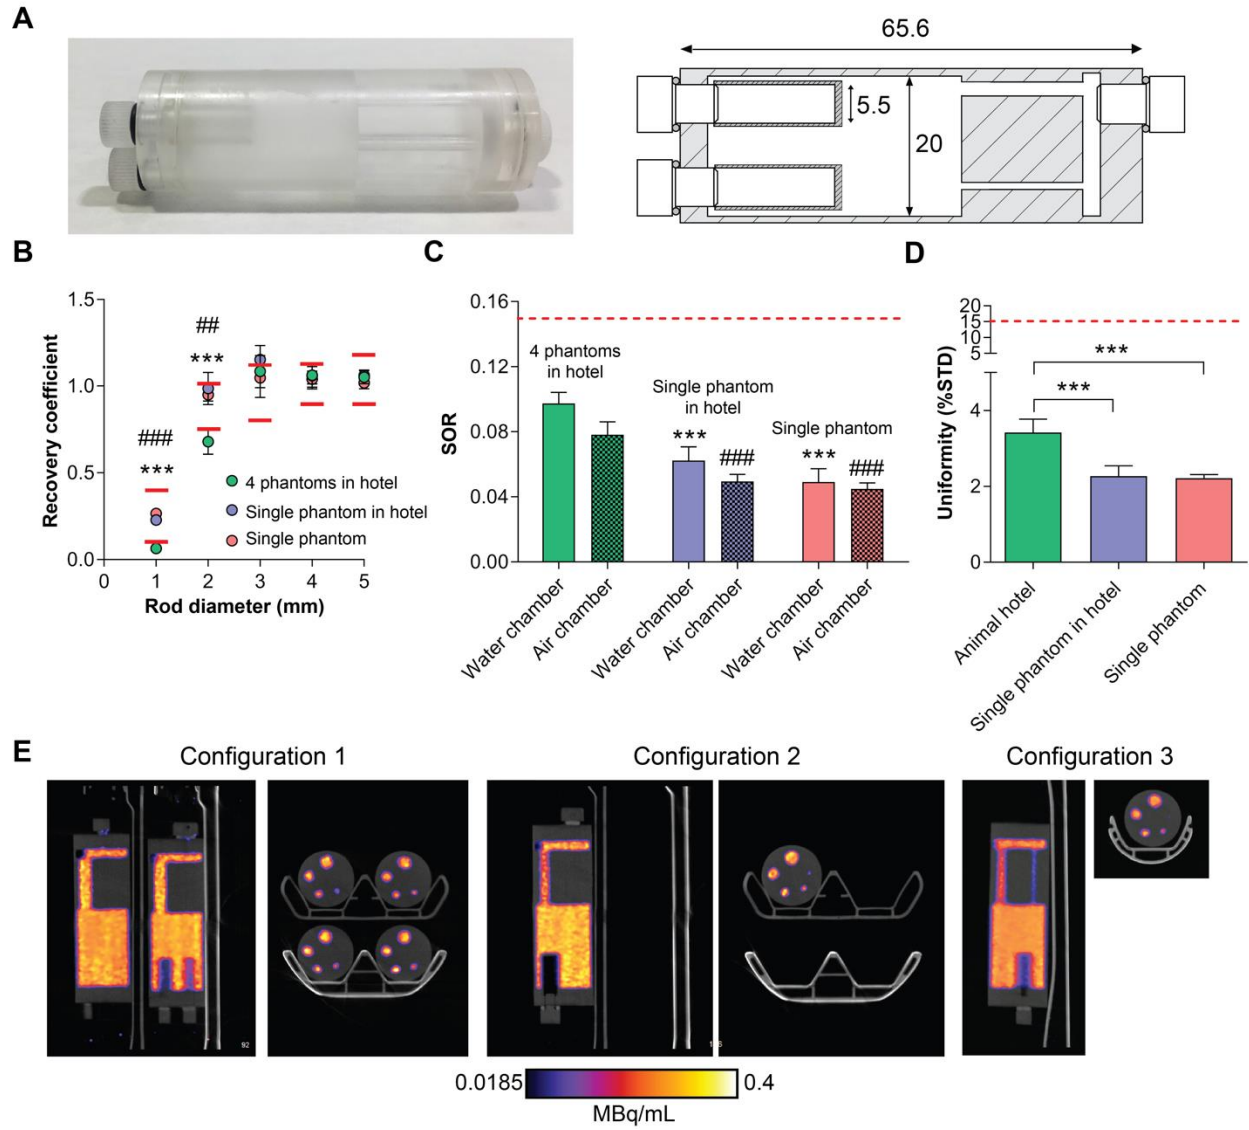 A
65.6
5.5
20
B
1.5
1.0
0.5
0.0
Recovery coefficient
##
***
###
***
4 phantoms in hotel
Single phantom in hotel
Single phantom
0 1 2 3 4 5
Rod diameter (mm)
C
0.16
0.12
0.08
0.04
0.00
SOR
4 phantoms
in hotel
Single phantom
in hotel
Single phantom
*** ### *** ###
Water chamber
Air chamber
Water chamber
Air chamber
Water chamber
Air chamber
D
20
15
10
5
4
2
0
Uniformity (%STD)
***
***
Animal hotel
Single phantom in hotel
Single phantom
E
Configuration 1
Configuration 2
Configuration 3
92
0.0185
0.4
MBq/mL